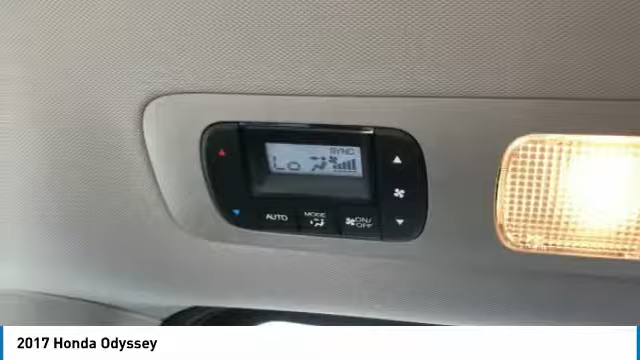 SYNC
Lo
AUTO
MODE
ON/
OFF
2017 Honda Odyssey